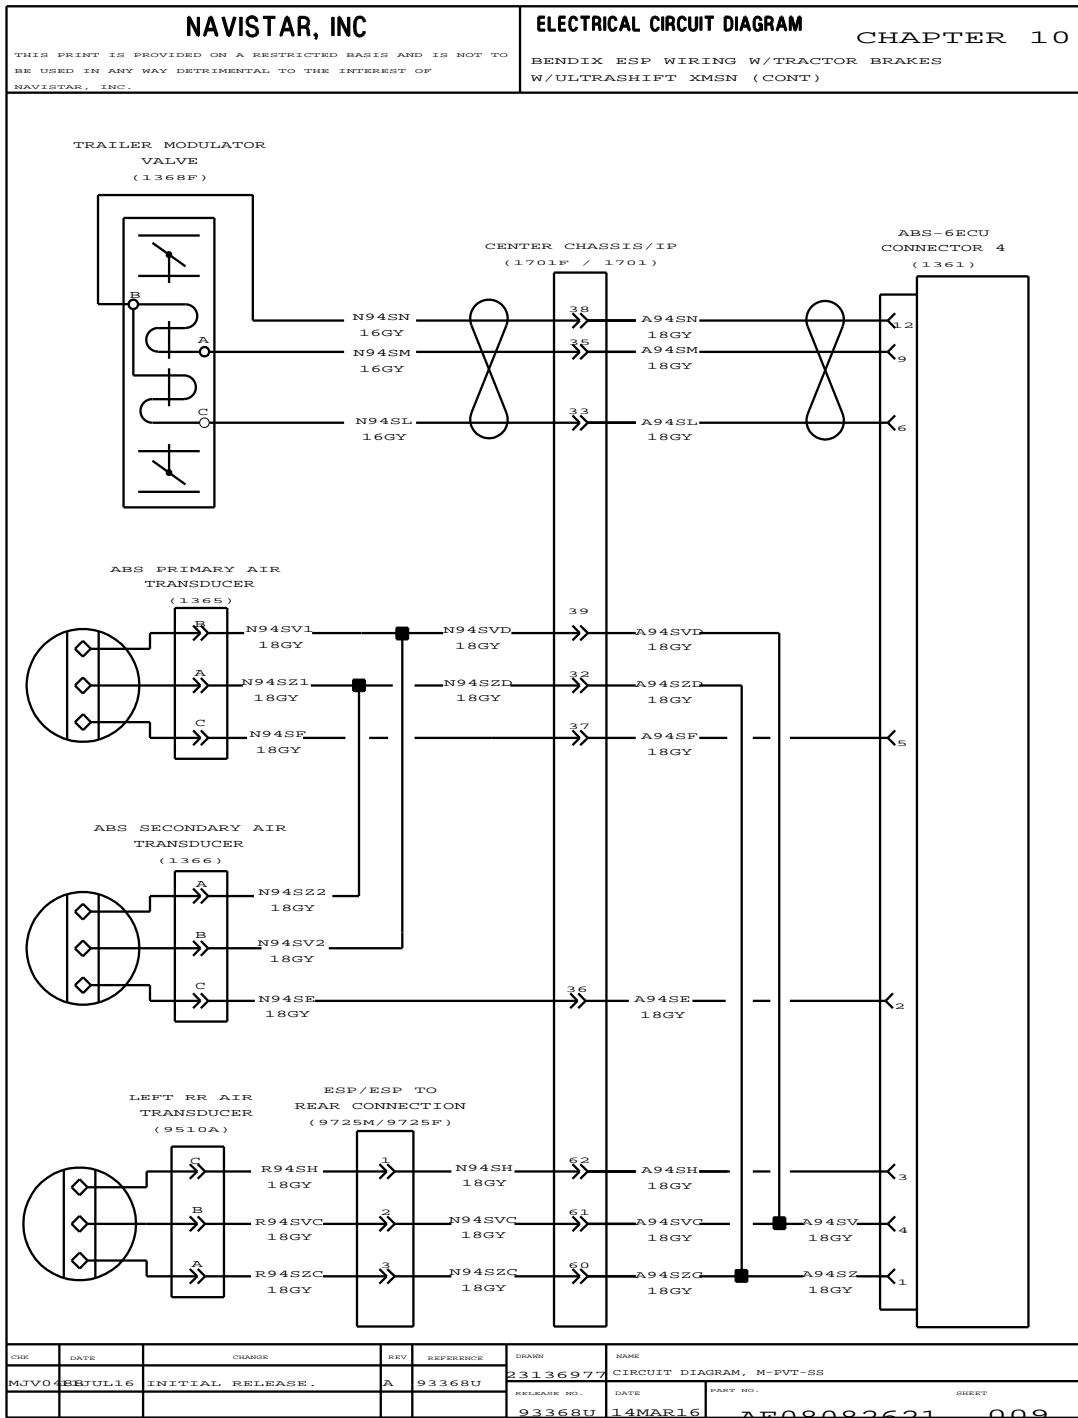 NAVISTAR, INC
THIS PRINT IS PROVIDED ON A RESTRICTED BASIS AND IS NOT TO
BE USED IN ANY WAY DETRIMENTAL TO THE INTEREST OF
NAVISTAR, INC.
ELECTRICAL CIRCUIT DIAGRAM
CHAPTER 10
BENDIX ESP WIRING W/TRACTOR BRAKES
W/ULTRASHIFT XMSN (CONT)
TRAILER MODULATOR
VALVE
(1368F)
CENTER CHASSIS/IP
(1701F / 1701)
ABS-6ECU
CONNECTOR 4
(1361)
B
N94SN
16GY
38
A94SN
18GY
12
A
N94SM
16GY
35
A94SM
18GY
9
C
N94SL
16GY
33
A94SL
18GY
6
ABS PRIMARY AIR
TRANSDUCER
(1365)
B
N94SV1
18GY
N94SVD
18GY
39
A94SVD
18GY
A
N94SZ1
18GY
N94SZD
18GY
32
A94SZD
18GY
C
N94SF
18GY
37
A94SF
18GY
5
ABS SECONDARY AIR
TRANSDUCER
(1366)
A
N94SZ2
18GY
B
N94SV2
18GY
C
N94SE
18GY
36
A94SE
18GY
2
LEFT RR AIR
TRANSDUCER
(9510A)
ESP/ESP TO
REAR CONNECTION
(9725M/9725F)
C
R94SH
18GY
1
N94SH
18GY
62
A94SH
18GY
3
B
R94SVC
18GY
2
N94SVC
18GY
61
A94SVC
18GY
A94SV
18GY
4
A
R94SZC
18GY
3
N94SZC
18GY
60
A94SZC
18GY
A94SZ
18GY
1
CHK DATE CHANGE REV REFERENCE
JUL16 INITIAL RELEASE. A 93368U
DRAWN
23136977
NAME
CIRCUIT DIAGRAM, M-PVT-SS
RELEASE NO.
93368U
DATE
14MAR16
PART NO.
SHEET
009